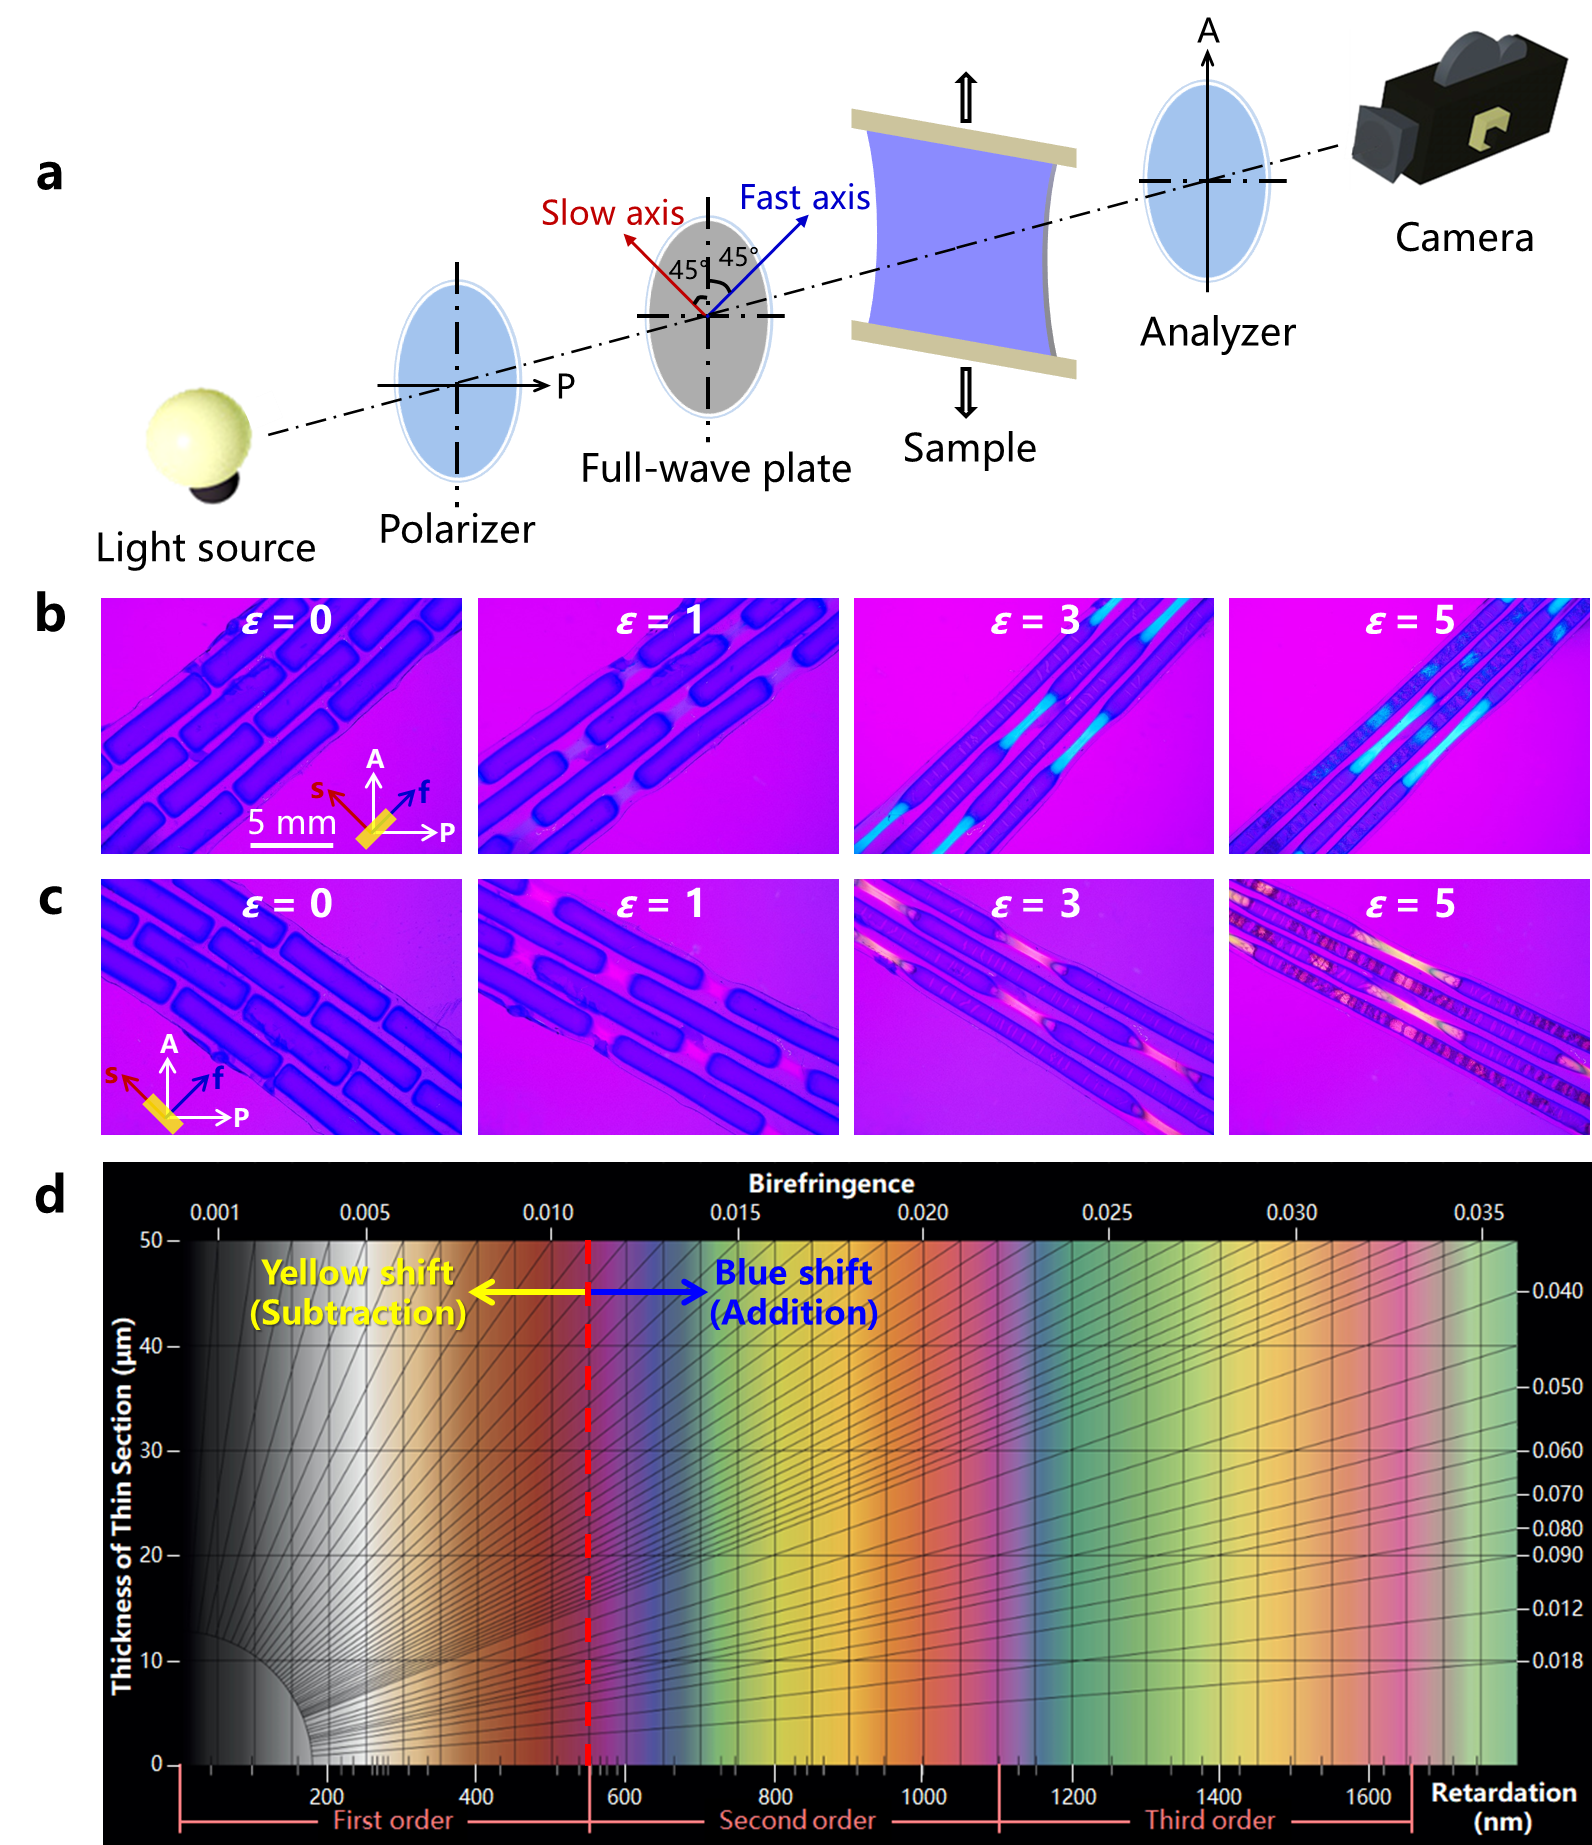 a
A
Slow axis
Fast axis
45°
45°
P
Camera
Analyzer
Sample
Full-wave plate
Polarizer
Light source
b
ε = 0
ε = 1
ε = 3
ε = 5
A
s
f
P
5 mm
c
ε = 0
ε = 1
ε = 3
ε = 5
A
s
f
P
d
Birefringence
0.001 0.005 0.010 0.015 0.020 0.025 0.030 0.035
Thickness of Thin Section (μm)
50
40
30
20
10
0
Yellow shift
(Subtraction)
Blue shift
(Addition)
0.040
0.050
0.060
0.070
0.080
0.090
0.012
0.018
200 400 600 800 1000 1200 1400 1600
First order Second order Third order
Retardation
(nm)